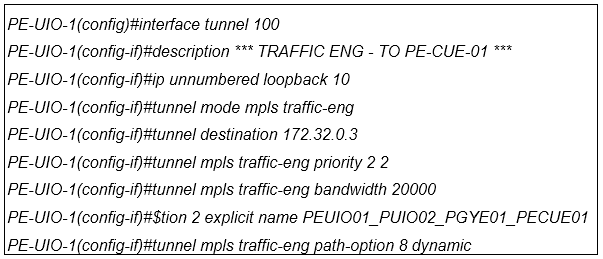 PE-UIO-1(config)#interface tunnel 100
PE-UIO-1(config-if)#description *** TRAFFIC ENG - TO PE-CUE-01 ***
PE-UIO-1(config-if)#ip unnumbered loopback 10
PE-UIO-1(config-if)#tunnel mode mpls traffic-eng
PE-UIO-1(config-if)#tunnel destination 172.32.0.3
PE-UIO-1(config-if)#tunnel mpls traffic-eng priority 2 2
PE-UIO-1(config-if)#tunnel mpls traffic-eng bandwidth 20000
PE-UIO-1(config-if)#$tion 2 explicit name PEUIO01_PUIO02_PGYE01_PECUE01
PE-UIO-1(config-if)#tunnel mpls traffic-eng path-option 8 dynamic